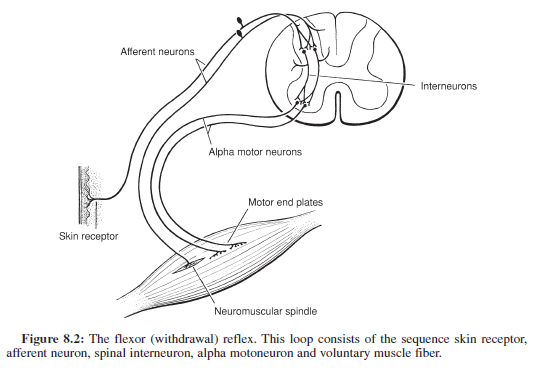 Afferent neurons
Interneurons
Alpha motor neurons
Motor end plates
Skin receptor
Neuromuscular spindle
Figure 8.2: The flexor (withdrawal) reflex. This loop consists of the sequence skin receptor,
afferent neuron, spinal interneuron, alpha motoneuron and voluntary muscle fiber.